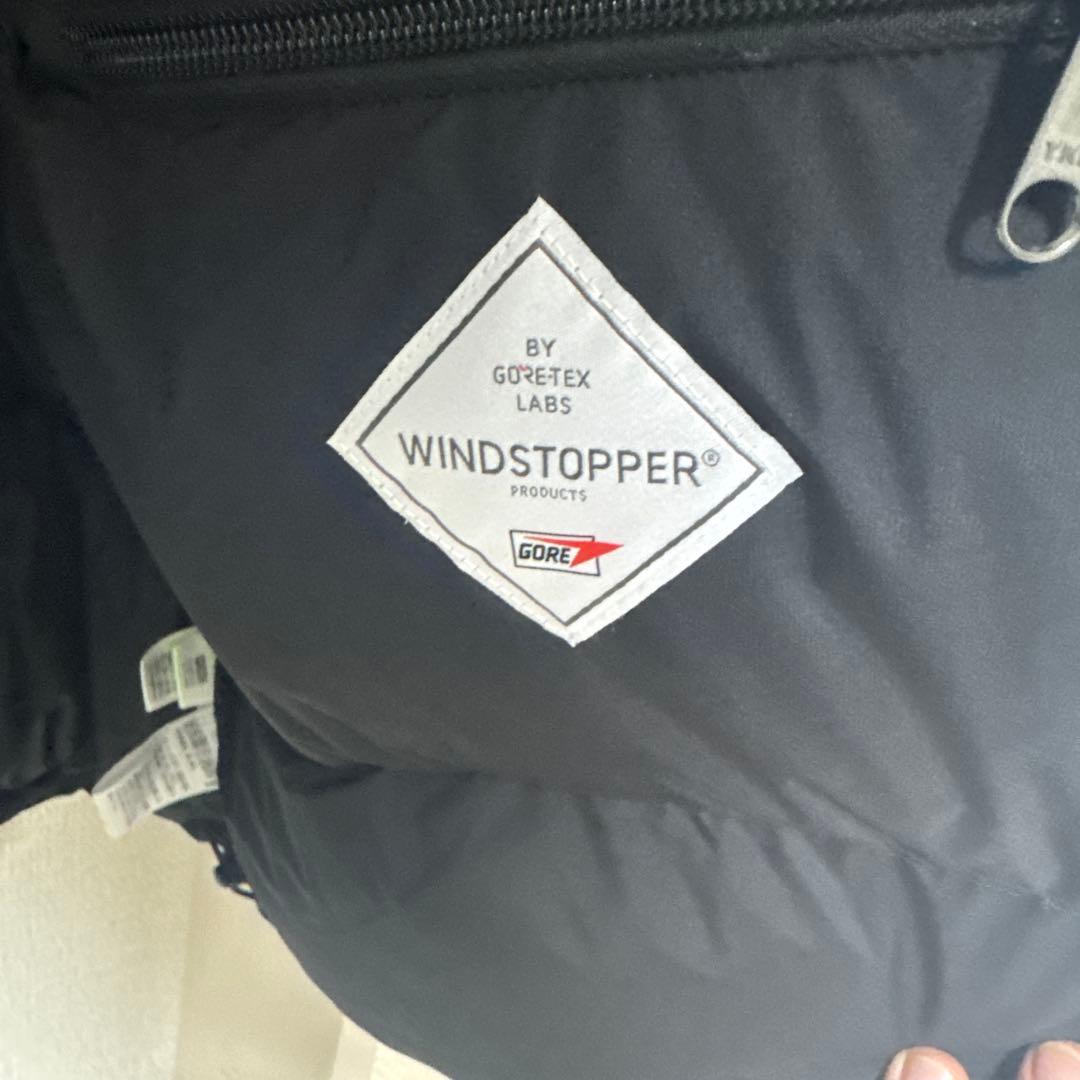 BY
GORE-TEX
LABS
WINDSTOPPER®
PRODUCTS
GORE